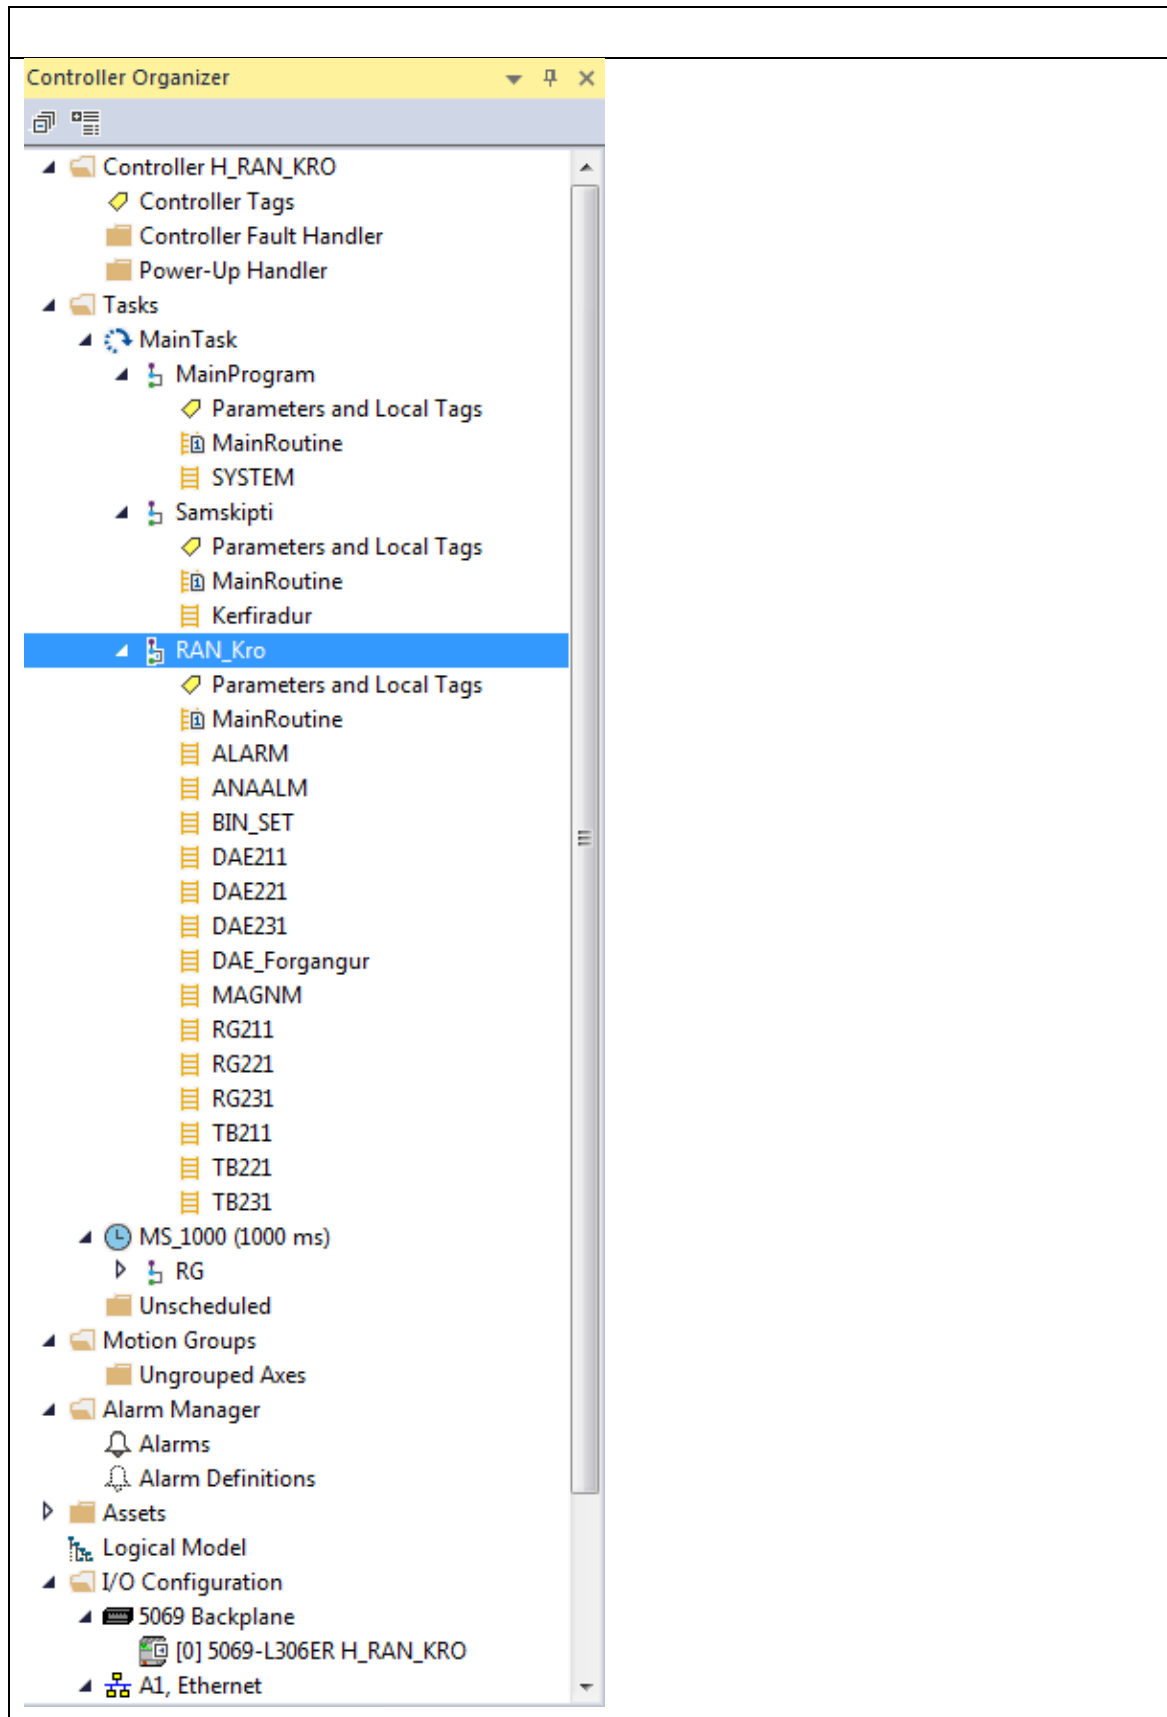 Controller Organizer
Controller H_RAN_KRO
Controller Tags
Controller Fault Handler
Power-Up Handler
Tasks
MainTask
MainProgram
Parameters and Local Tags
MainRoutine
SYSTEM
Samskipti
Parameters and Local Tags
MainRoutine
Kerfiradur
RAN_Kro
Parameters and Local Tags
MainRoutine
ALARM
ANAALM
BIN_SET
DAE211
DAE221
DAE231
DAE_Forgangur
MAGNM
RG211
RG221
RG231
TB211
TB221
TB231
MS_1000 (1000 ms)
RG
Unscheduled
Motion Groups
Ungrouped Axes
Alarm Manager
Alarms
Alarm Definitions
Assets
Logical Model
I/O Configuration
5069 Backplane
[0] 5069-L306ER H_RAN_KRO
A1, Ethernet